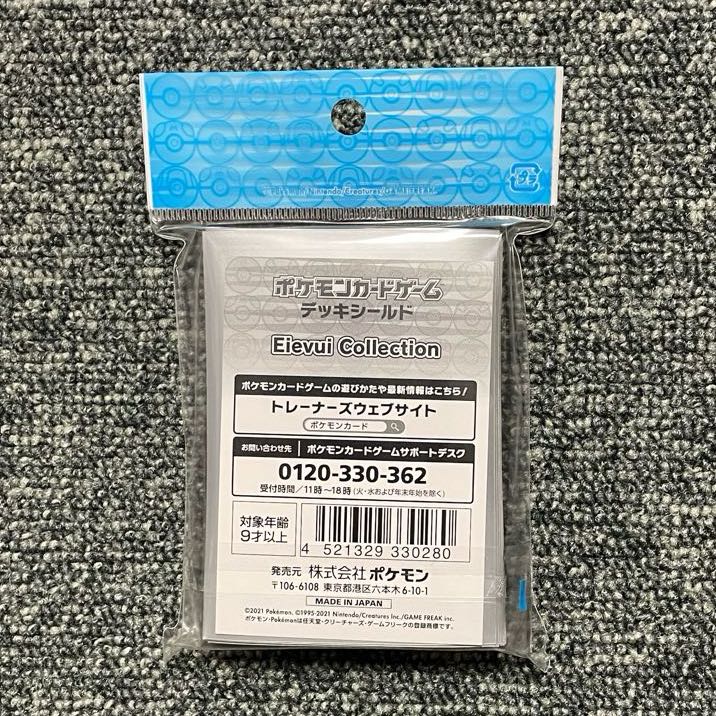 ©Pokémon/Nintendo/Creatures/GAMEFREAK
ポケモンカードゲーム
デッキシールド
Eievui Collection
ポケモンカードゲームの遊びかたや最新情報はこちら!
トレーナーズウェブサイト
ポケモンカード
お問い合わせ先 ポケモンカードゲームサポートデスク
0120-330-362
受付時間/11時~18時(火・水および年末年始を除く)
対象年齢
9才以上
4 521329 330280
発売元 株式会社ポケモン
〒106-6108 東京都港区六本木6-10-1
MADE IN JAPAN
©2021 Pokémon. ©1995-2021 Nintendo/Creatures Inc./GAME FREAK inc.
ポケモン・Pokémonは任天堂・クリーチャーズ・ゲームフリークの登録商標です。